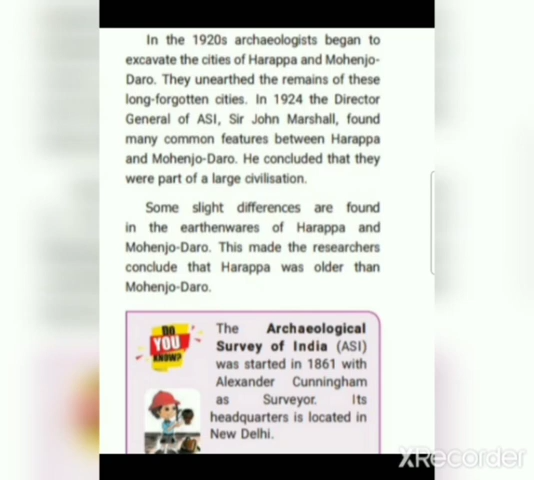 In the 1920s archaeologists began to
excavate the cities of Harappa and Mohenjo-
Daro. They unearthed the remains of these
long-forgotten cities. In 1924 the Director
General of ASI, Sir John Marshall, found
many common features between Harappa
and Mohenjo-Daro. He concluded that they
were part of a large civilisation.
Some slight differences are found
in the earthenwares of Harappa and
Mohenjo-Daro. This made the researchers
conclude that Harappa was older than
Mohenjo-Daro.
DO
YOU
KNOW?
The Archaeological
Survey of India (ASI)
was started in 1861 with
Alexander Cunningham
as Surveyor. Its
headquarters is located in
New Delhi.
XRecorder